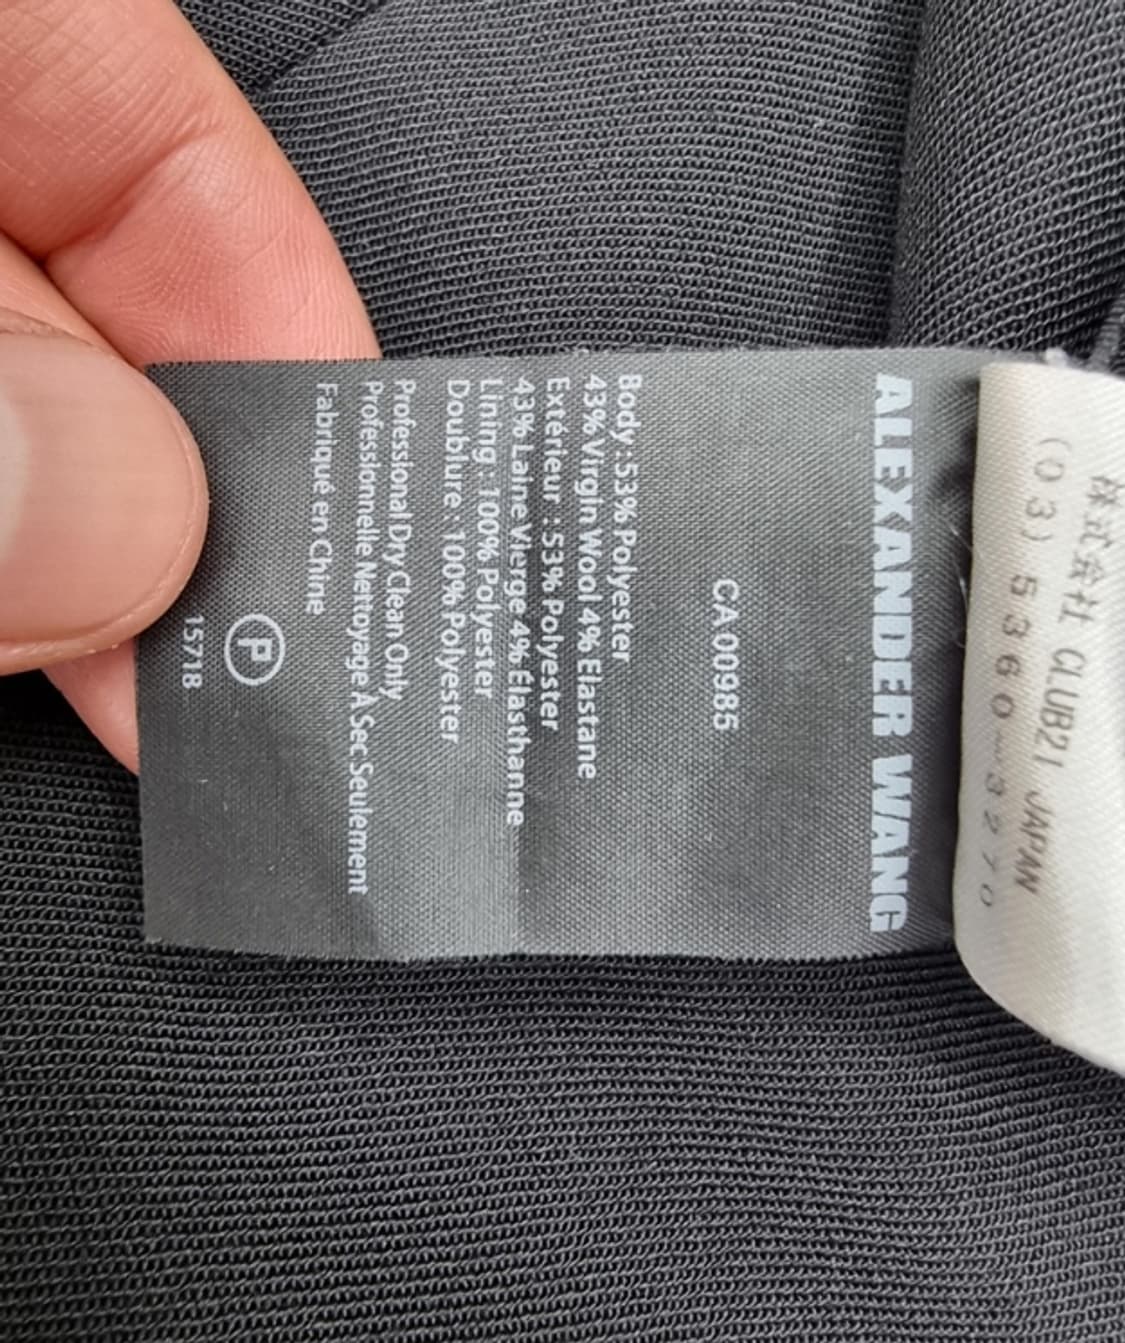 ALEXANDER WANG
CA00985
Body : 53% Polyester
43% Virgin Wool 4% Elastane
Extérieur : 53% Polyester
43% Laine Vierge 4% Élasthanne
Lining : 100% Polyester
Doublure : 100% Polyester
Professional Dry Clean Only
Professionnelle Nettoyage À Sec Seulement
Fabriqué en Chine
P
15718
株式会社 CLUB21 JAPAN
(03) 5360-3270